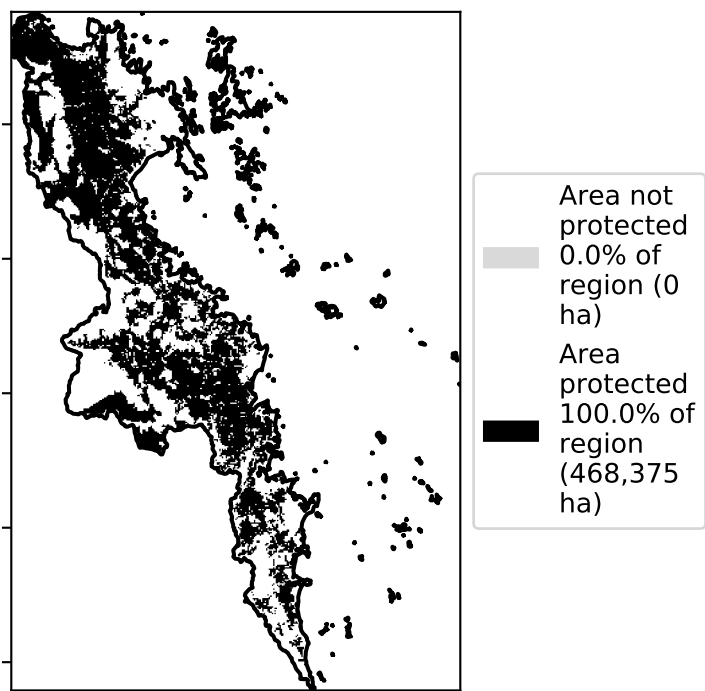 Area not
protected
0.0% of
region (0
ha)
Area
protected
100.0% of
region
(468,375
ha)